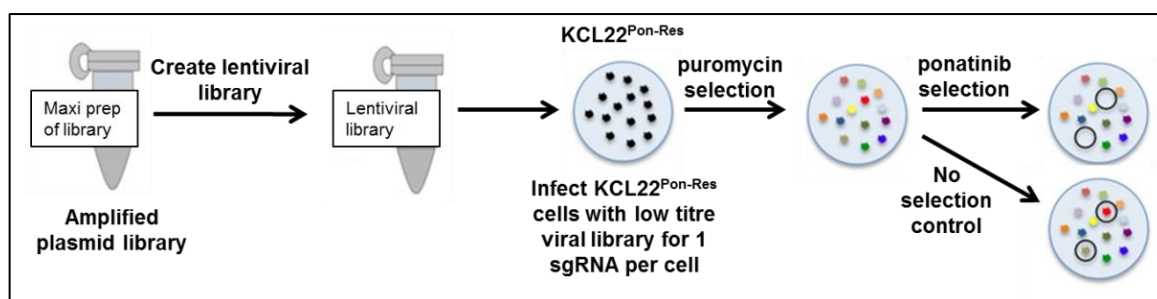 Maxi prep
of library
Amplified
plasmid library
Create lentiviral
library
Lentiviral
library
KCL22Pon-Res
Infect KCL22Pon-Res
cells with low titre
viral library for 1
sgRNA per cell
puromycin
selection
ponatinib
selection
No
selection
control